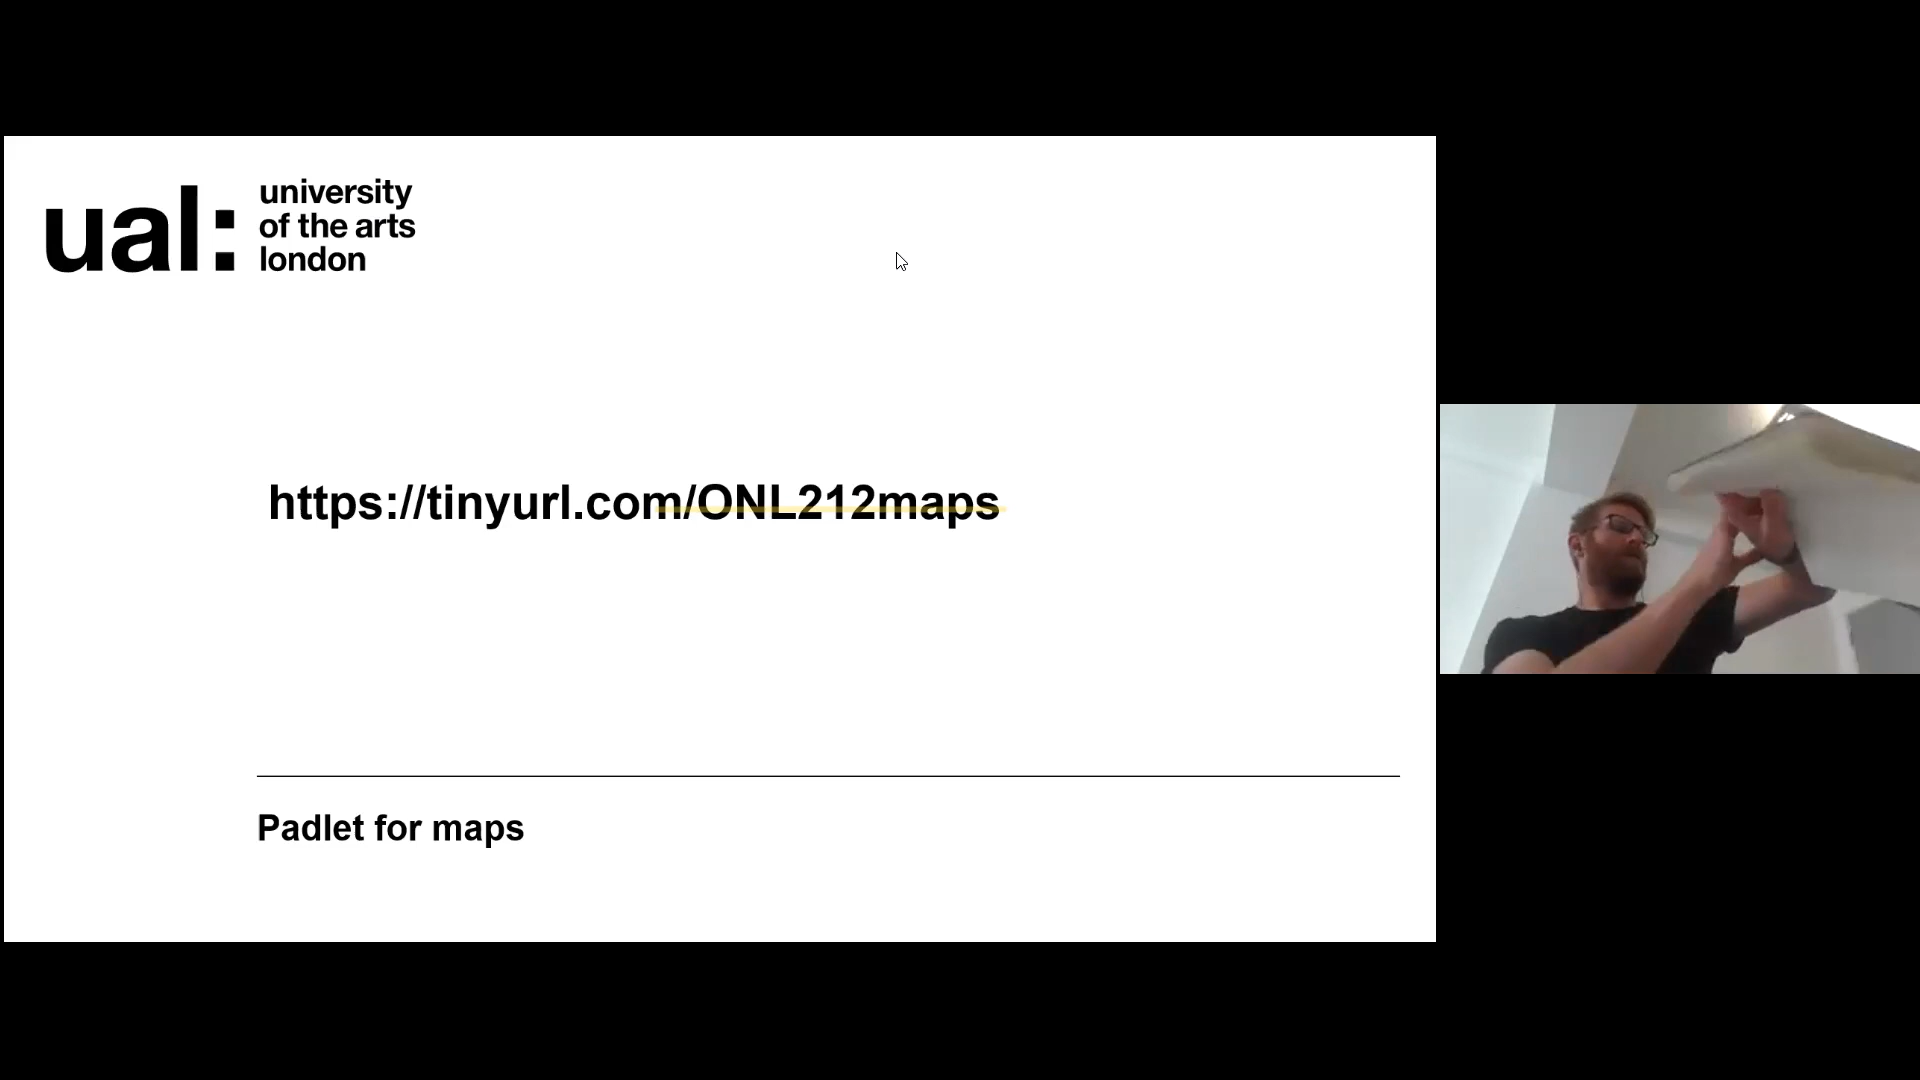 ual:
university
of the arts
london
https://tinyurl.com/ONL212maps
Padlet for maps